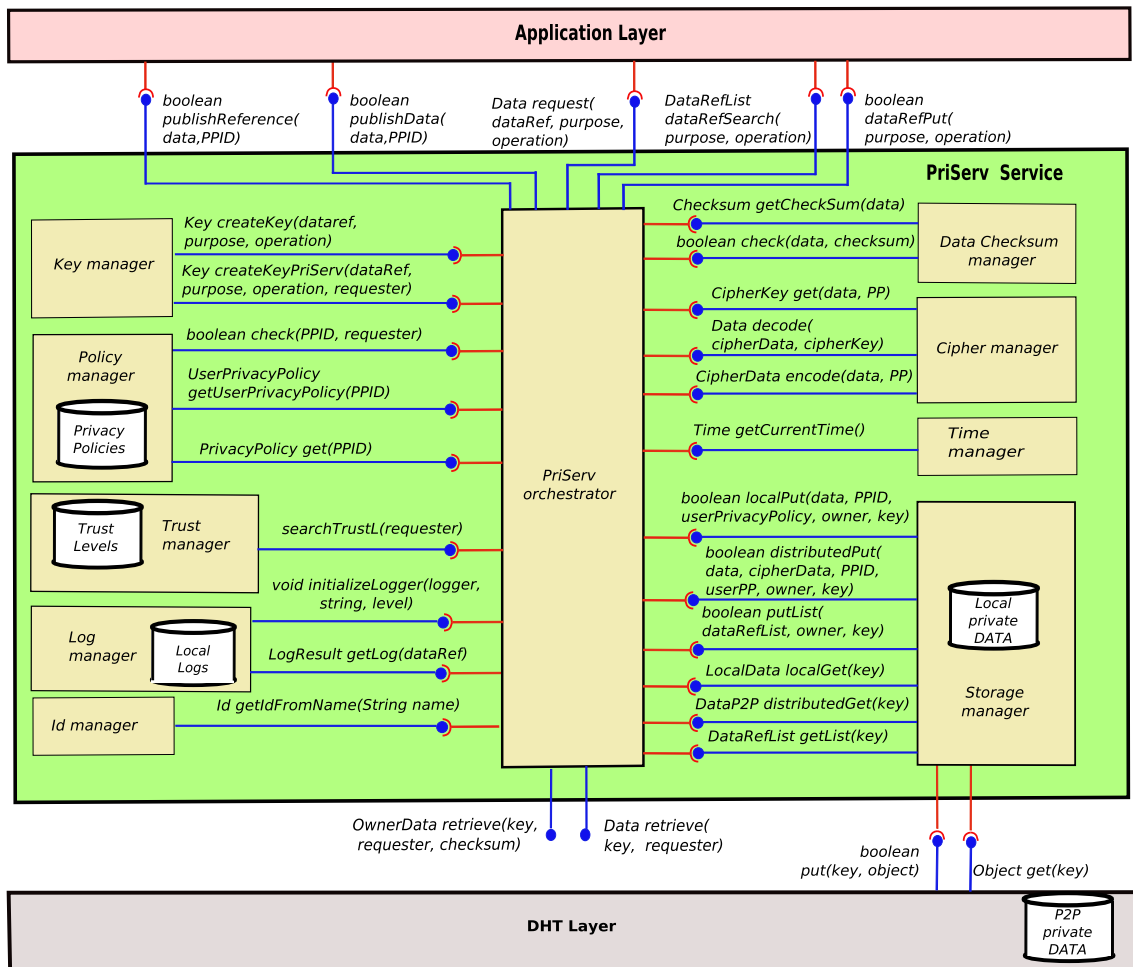 Application Layer
boolean
publishReference(
data,PPID)
boolean
publishData(
data,PPID)
Data request(
dataRef, purpose,
operation)
DataRefList
dataRefSearch(
purpose, operation)
boolean
dataRefPut(
purpose, operation)
PriServ Service
Key manager
Key createKey(dataref,
purpose, operation)
Key createKeyPriServ(dataRef,
purpose, operation, requester)
Policy
manager
Privacy
Policies
boolean check(PPID, requester)
UserPrivacyPolicy
getUserPrivacyPolicy(PPID)
PrivacyPolicy get(PPID)
Trust
Levels
Trust
manager
searchTrustL(requester)
Log
manager
Local
Logs
void initializeLogger(logger,
string, level)
LogResult getLog(dataRef)
Id manager
Id getIdFromName(String name)
PriServ
orchestrator
Checksum getCheckSum(data)
boolean check(data, checksum)
Data Checksum
manager
CipherKey get(data, PP)
Data decode(
cipherData, cipherKey)
CipherData encode(data, PP)
Cipher manager
Time getCurrentTime()
Time
manager
boolean localPut(data, PPID,
userPrivacyPolicy, owner, key)
boolean distributedPut(
data, cipherData, PPID,
userPP, owner, key)
boolean putList(
dataRefList, owner, key)
LocalData localGet(key)
DataP2P distributedGet(key)
DataRefList getList(key)
Local
private
DATA
Storage
manager
OwnerData retrieve(key,
requester, checksum)
Data retrieve(
key, requester)
boolean
put(key, object)
Object get(key)
DHT Layer
P2P
private
DATA